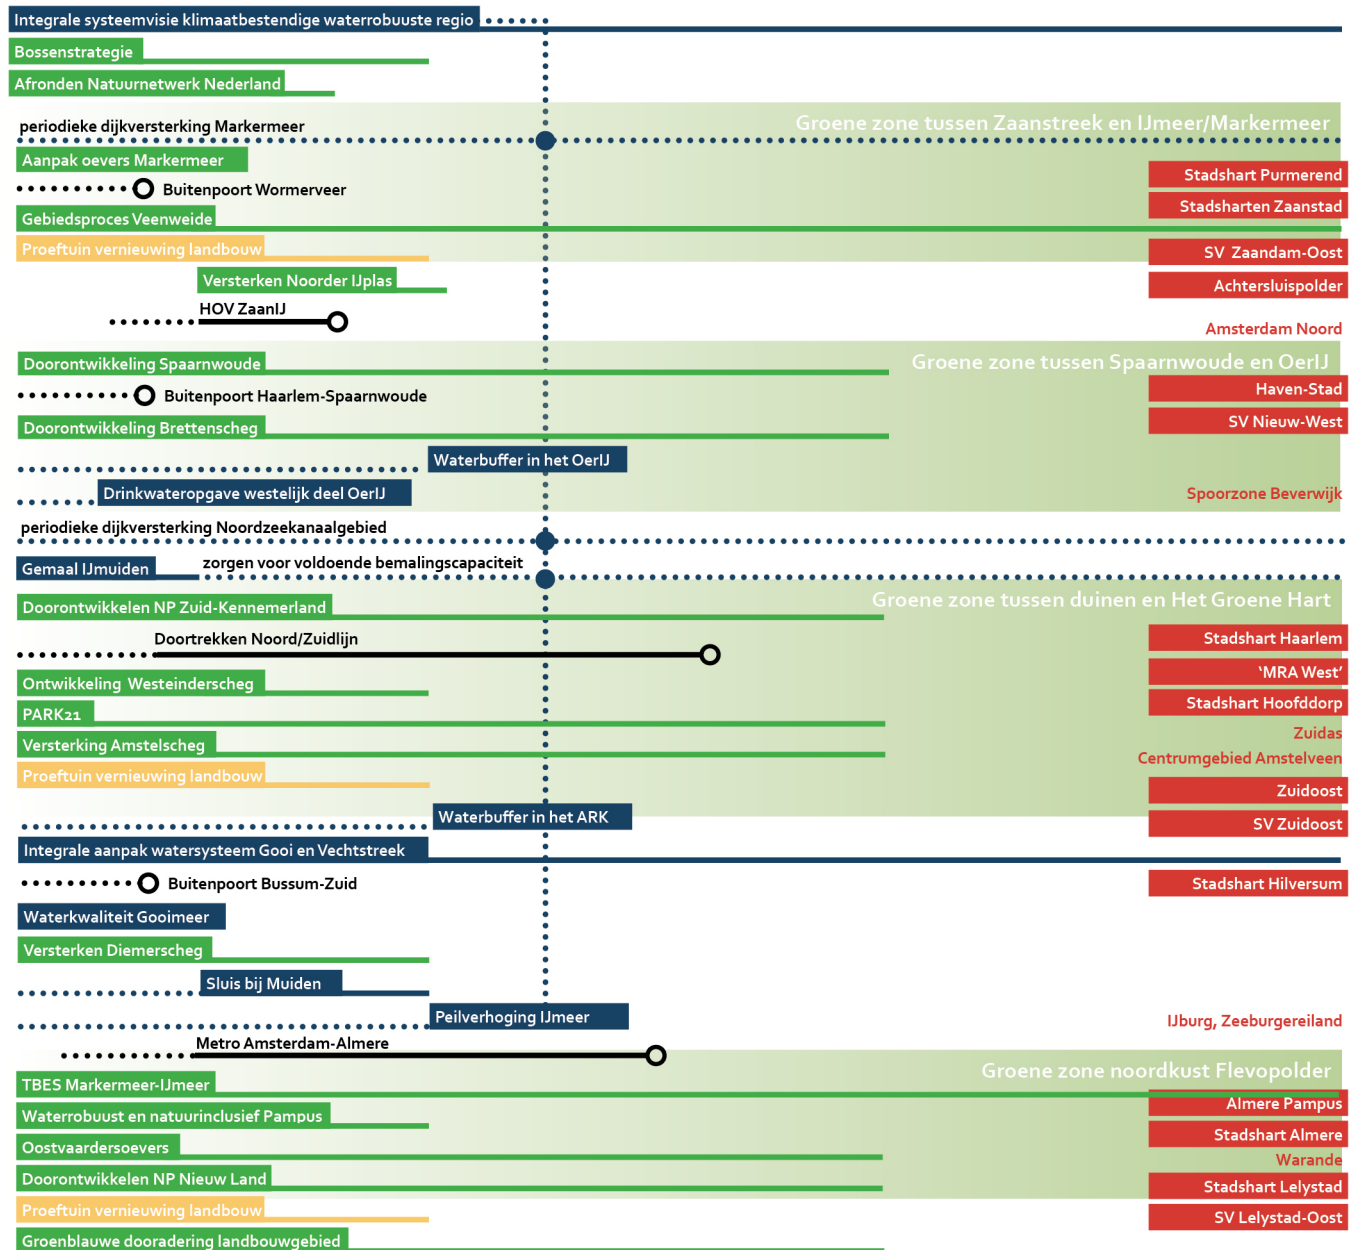 Integrale systeemvisie klimaatbestendige waterrobuuste regio
Bossenstrategie
Afronden Natuurnetwerk Nederland
Groene zone tussen Zaanstreek en IJmeer/Markermeer
periodieke dijkversterking Markermeer
Aanpak oevers Markermeer
Stadshart Purmerend
Buitenpoort Wormerveer
Stadsharten Zaanstad
Gebiedsproces Veenweide
Proeftuin vernieuwing landbouw
SV Zaandam-Oost
Versterken Noorder IJplas
Achtersluispolder
HOV ZaanIJ
Amsterdam Noord
Doorontwikkeling Spaarnwoude
Groene zone tussen Spaarnwoude en OerIJ
Haven-Stad
Buitenpoort Haarlem-Spaarnwoude
SV Nieuw-West
Doorontwikkeling Brettenscheg
Waterbuffer in het OerIJ
Drinkwateropgave westelijk deel OerIJ
Spoorzone Beverwijk
periodieke dijkversterking Noordzeekanaalgebied
zorgen voor voldoende bemalingscapaciteit
Gemaal IJmuiden
Groene zone tussen duinen en Het Groene Hart
Doorontwikkelen NP Zuid-Kennemerland
Doortrekken Noord/Zuidlijn
Stadshart Haarlem
‘MRA West’
Ontwikkeling Westeinderscheg
Stadshart Hoofddorp
PARK21
Zuidas
Versterking Amstelscheg
Centrumgebied Amstelveen
Proeftuin vernieuwing landbouw
Zuidoost
Waterbuffer in het ARK
SV Zuidoost
Integrale aanpak watersysteem Gooi en Vechtstreek
Buitenpoort Bussum-Zuid
Stadshart Hilversum
Waterkwaliteit Gooimeer
Versterken Diemerscheg
Sluis bij Muiden
Peilverhoging IJmeer
IJburg, Zeeburgereiland
Metro Amsterdam-Almere
Groene zone noordkust Flevopolder
TBES Markermeer-IJmeer
Almere Pampus
Waterrobuust en natuurinclusief Pampus
Stadshart Almere
Oostvaardersoevers
Warande
Doorontwikkelen NP Nieuw Land
Stadshart Lelystad
Proeftuin vernieuwing landbouw
SV Lelystad-Oost
Groenblauwe dooradering landbouwgebied